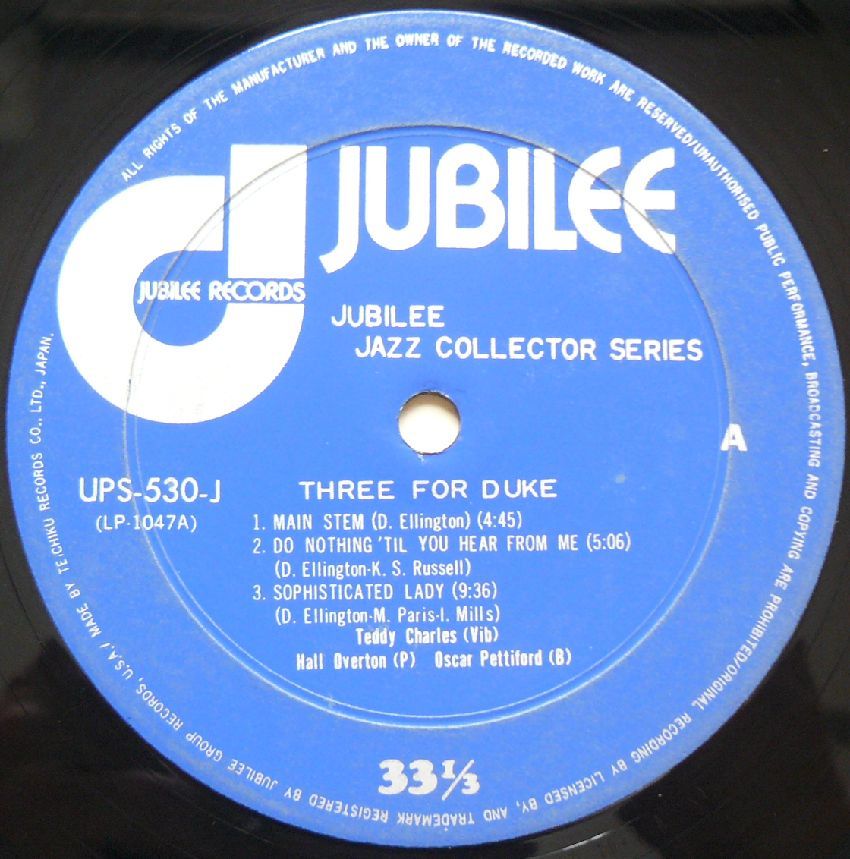 ALL RIGHTS OF THE MANUFACTURER AND THE OWNER OF THE RECORDED WORK ARE RESERVED/UNAUTHORISED PUBLIC PERFORMANCE, BROADCASTING AND COPYING ARE PROHIBITED/ORIGINAL RECORDING BY LICENSED BY, AND TRADEMARK REGISTERED BY JUBILEE GROUP RECORDS, U.S.A./ MADE BY TEICHIKU RECORDS CO., LTD., JAPAN.
JUBILEE
JUBILEE RECORDS
JUBILEE
JAZZ COLLECTOR SERIES
A
UPS-530-J
(LP-1047A)
THREE FOR DUKE
1. MAIN STEM (D. Ellington) (4:45)
2. DO NOTHING 'TIL YOU HEAR FROM ME (5:06)
(D. Ellington-K. S. Russell)
3. SOPHISTICATED LADY (9:36)
(D. Ellington-M. Paris-I. Mills)
Teddy Charles (Vib)
Hall Overton (P) Oscar Pettiford (B)
33 1/3